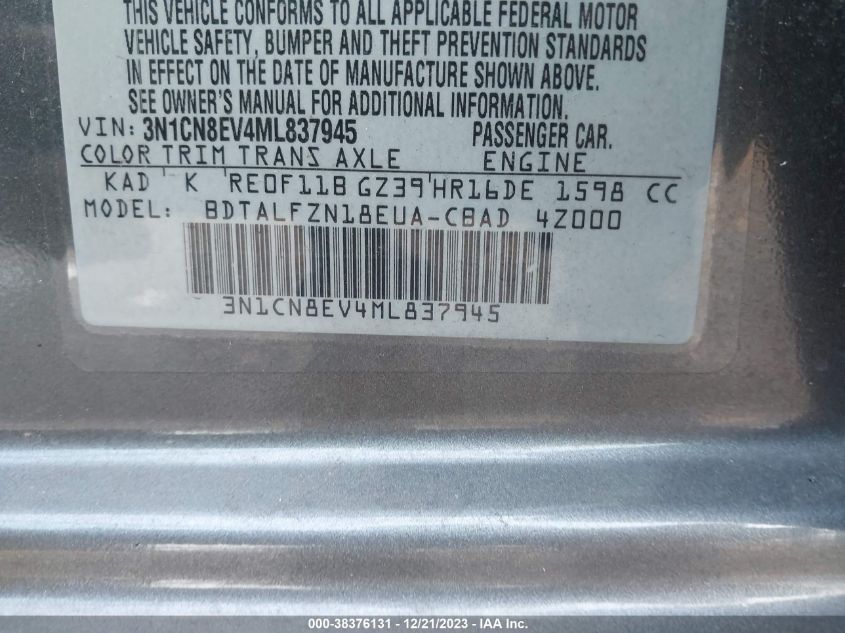 THIS VEHICLE CONFORMS TO ALL APPLICABLE FEDERAL MOTOR
VEHICLE SAFETY, BUMPER AND THEFT PREVENTION STANDARDS
IN EFFECT ON THE DATE OF MANUFACTURE SHOWN ABOVE.
SEE OWNER'S MANUAL FOR ADDITIONAL INFORMATION.
VIN: 3N1CN8EV4ML837945 PASSENGER CAR.
COLOR TRIM TRANS AXLE ENGINE
KAD K RE0F11B GZ39 HR16DE 1598 CC
MODEL: BDTALFZN18EUA-CBAD 4Z000
3N1CN8EV4ML837945
000-38376131 - 12/21/2023 - IAA Inc.